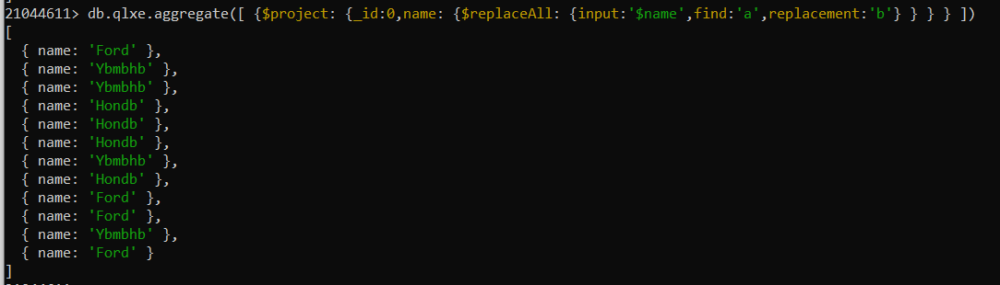 21044611> db.qlxe.aggregate([ {$project: {_id:0,name: {$replaceAll: {input:'$name',find:'a',replacement:'b'} } } } ])
[
  { name: 'Ford' },
  { name: 'Ybmbhb' },
  { name: 'Ybmbhb' },
  { name: 'Hondb' },
  { name: 'Hondb' },
  { name: 'Hondb' },
  { name: 'Ybmbhb' },
  { name: 'Hondb' },
  { name: 'Ford' },
  { name: 'Ford' },
  { name: 'Ybmbhb' },
  { name: 'Ford' }
]